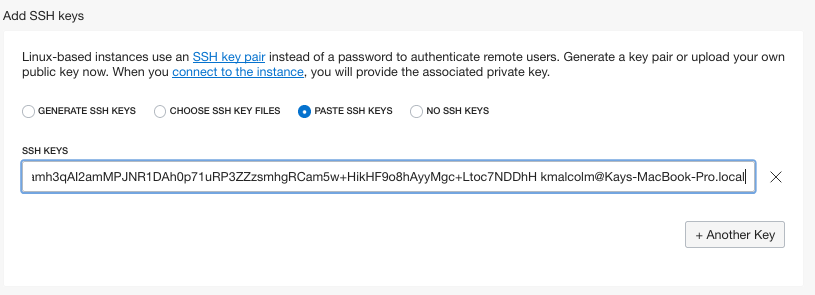 Add SSH keys
Linux-based instances use an SSH key pair instead of a password to authenticate remote users. Generate a key pair or upload your own
public key now. When you connect to the instance, you will provide the associated private key.
GENERATE SSH KEYS CHOOSE SSH KEY FILES PASTE SSH KEYS NO SSH KEYS
SSH KEYS
amh3qAI2amMPJNR1DAh0p71uRP3ZZzsmhgRCam5w+HikHF9o8hAyyMgc+Ltoc7NDDhH kmalcolm@Kays-MacBook-Pro.local
+ Another Key